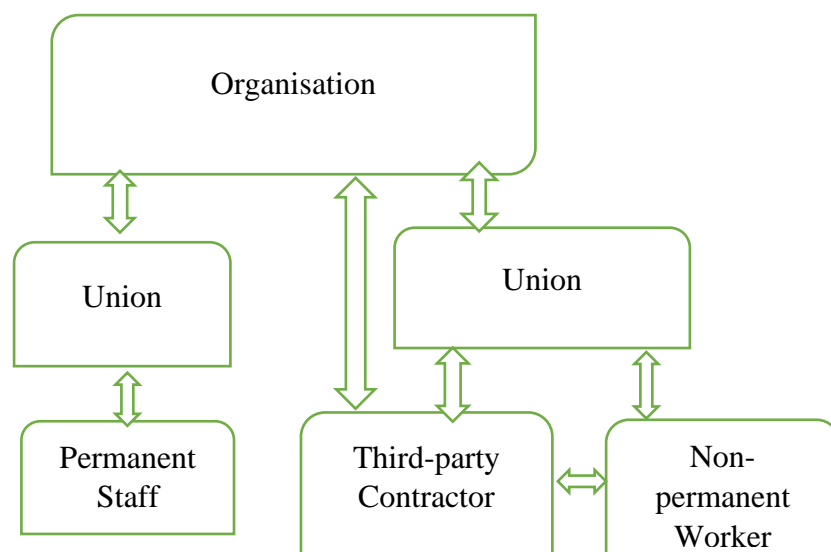 Organisation
Union
Union
Permanent
Staff
Third-party
Contractor
Non-
permanent
Worker